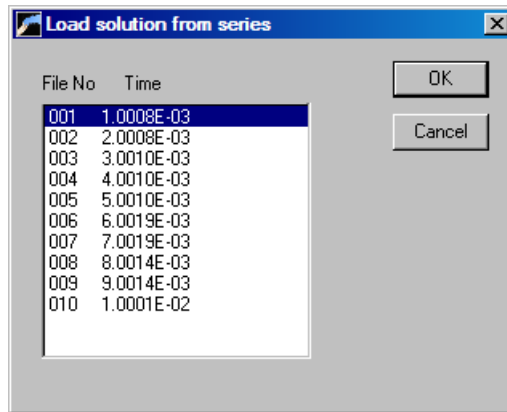 Load solution from series
File No Time
OK
Cancel
001 1.0008E-03
002 2.0008E-03
003 3.0010E-03
004 4.0010E-03
005 5.0010E-03
006 6.0019E-03
007 7.0019E-03
008 8.0014E-03
009 9.0014E-03
010 1.0001E-02